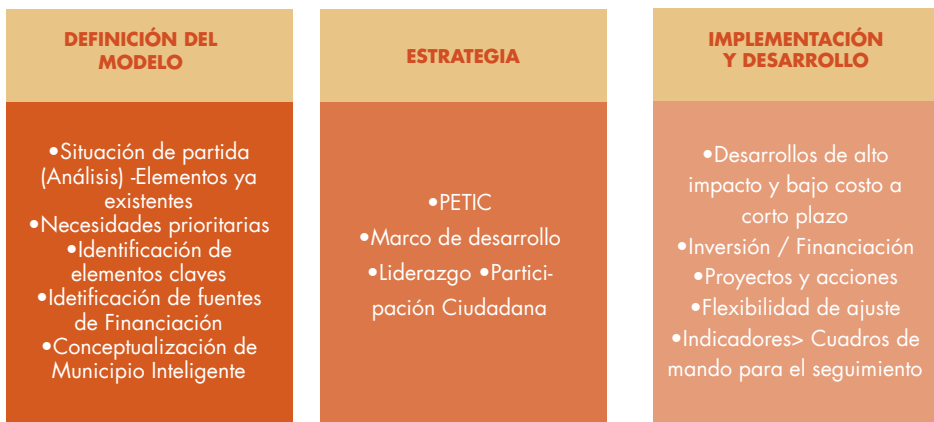 DEFINICIÓN DEL
MODELO
•Situación de partida
(Análisis) -Elementos ya
existentes
•Necesidades prioritarias
•Identificación de
elementos claves
•Idetificación de fuentes
de Financiación
•Conceptualización de
Municipio Inteligente
ESTRATEGIA
•PETIC
•Marco de desarrollo
•Liderazgo •Partici-
pación Ciudadana
IMPLEMENTACIÓN
Y DESARROLLO
•Desarrollos de alto
impacto y bajo costo a
corto plazo
•Inversión / Financiación
•Proyectos y acciones
•Flexibilidad de ajuste
•Indicadores> Cuadros de
mando para el seguimiento